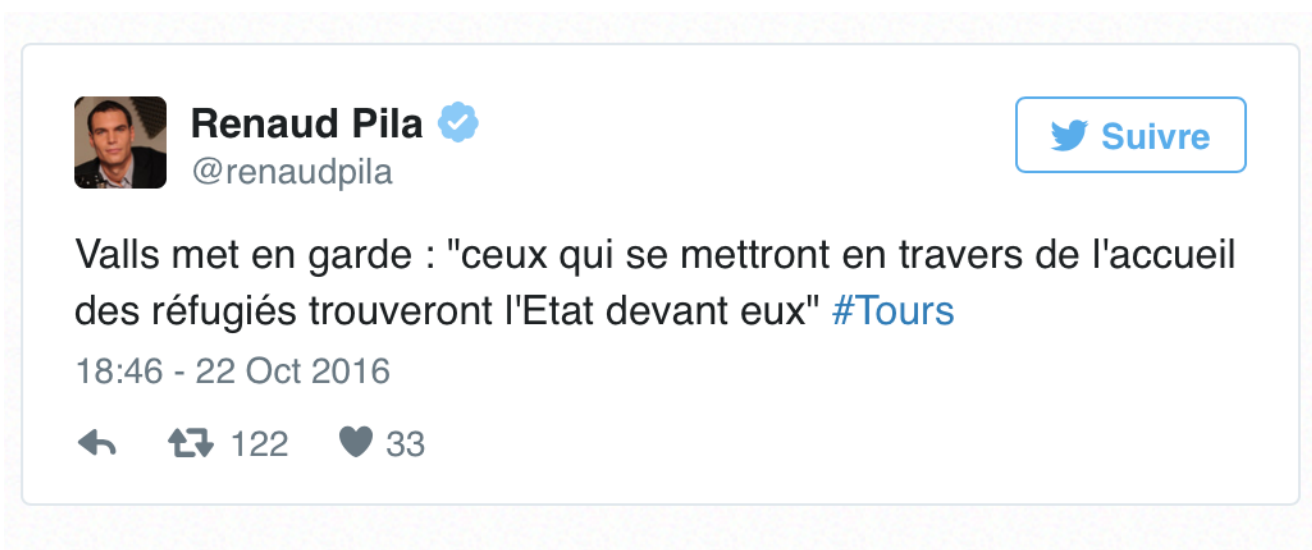 Renaud Pila
@renaudpila
Suivre
Valls met en garde : "ceux qui se mettront en travers de l'accueil
des réfugiés trouveront l'Etat devant eux" #Tours
18:46 - 22 Oct 2016
122 33